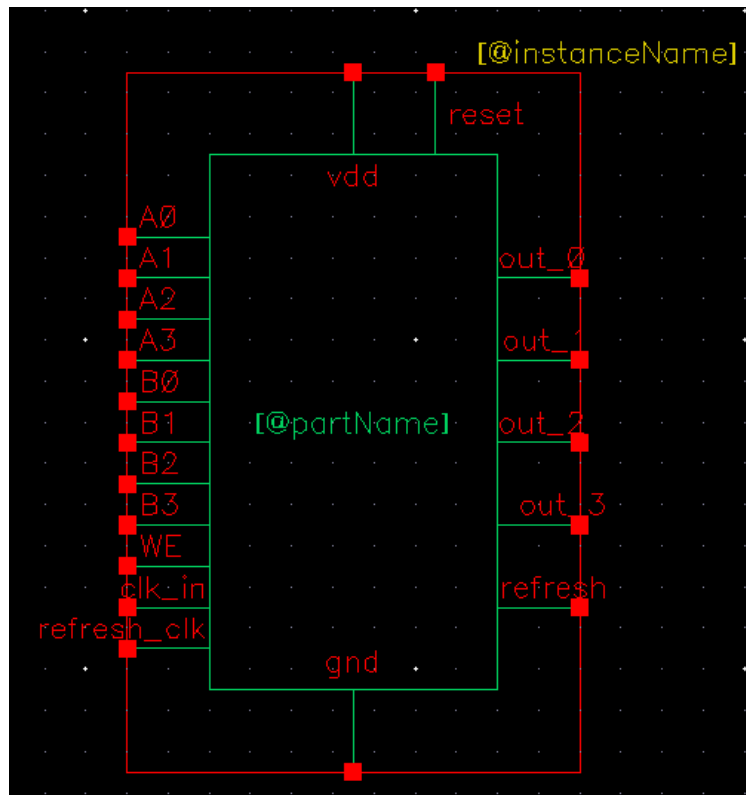 [@instanceName]
reset
vdd
A0
A1
out_0
A2
A3
out_1
B0
B1
[@partName]
out_2
B2
B3
out_3
WE
clk_in
refresh
refresh_clk
gnd